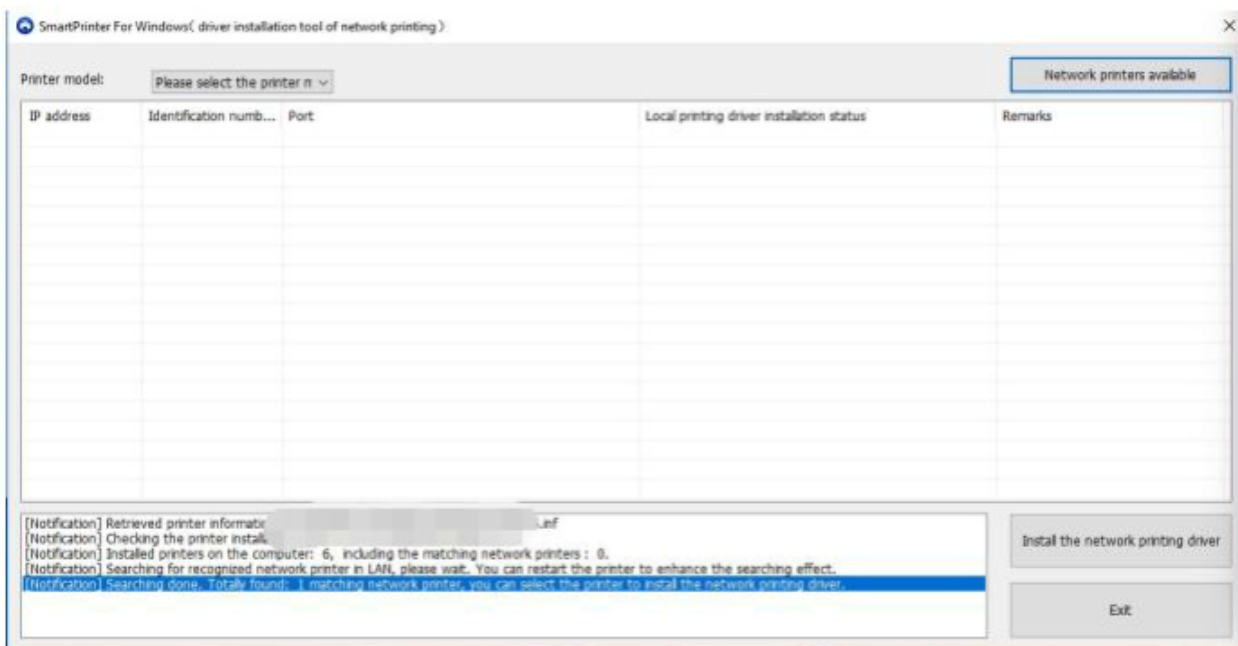 SmartPrinter For Windows( driver installation tool of network printing )
Printer model:
Please select the printer n
Network printers available
IP address Identification numb... Port Local printing driver installation status Remarks
[Notification] Retrieved printer informatio .inf
[Notification] Checking the printer install
[Notification] Installed printers on the computer: 6, including the matching network printers : 0.
[Notification] Searching for recognized network printer in LAN, please wait. You can restart the printer to enhance the searching effect.
[Notification] Searching done. Totally found: 1 matching network printer, you can select the printer to install the network printing driver.
Install the network printing driver
Exit